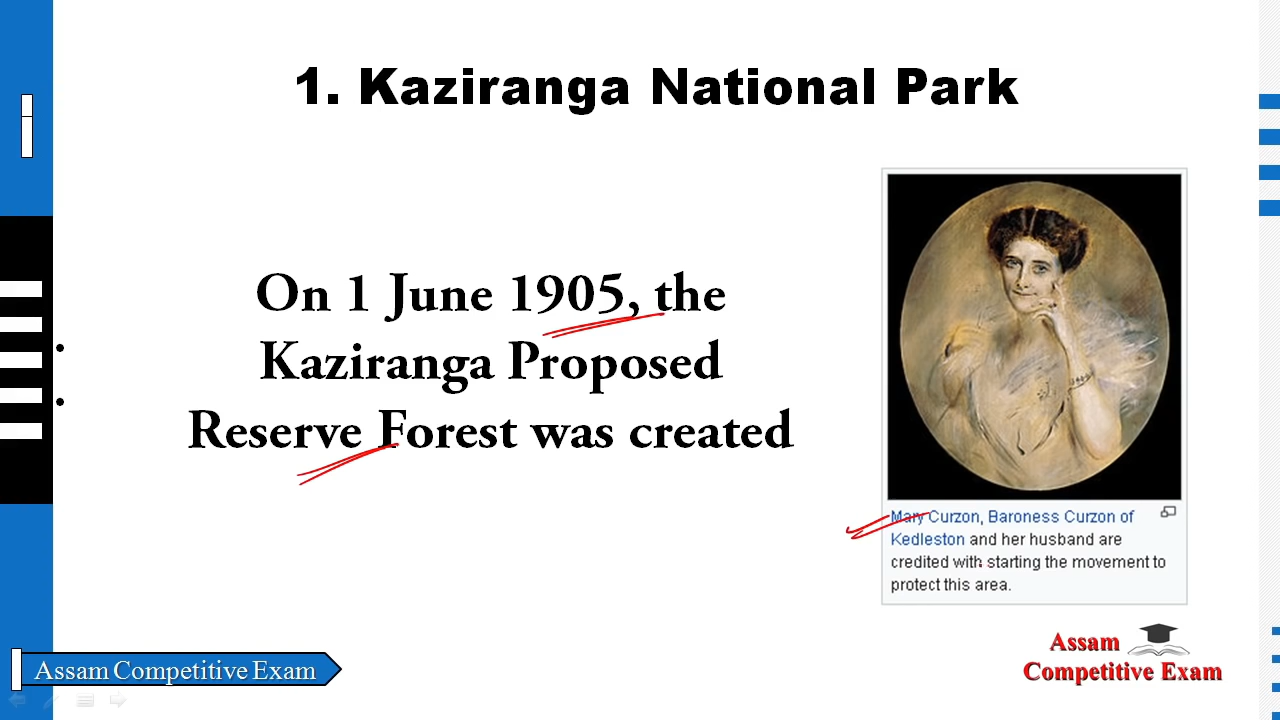 1. Kaziranga National Park
On 1 June 1905, the
Kaziranga Proposed
Reserve Forest was created
Mary Curzon, Baroness Curzon of
Kedleston and her husband are
credited with starting the movement to
protect this area.
Assam Competitive Exam
Assam
Competitive Exam